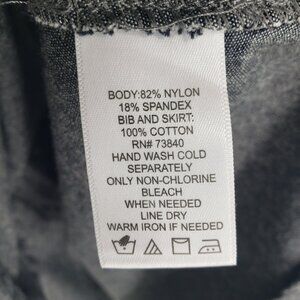 BODY:82% NYLON
18% SPANDEX
BIB AND SKIRT:
100% COTTON
RN# 73840
HAND WASH COLD
SEPARATELY
ONLY NON-CHLORINE
BLEACH
WHEN NEEDED
LINE DRY
WARM IRON IF NEEDED